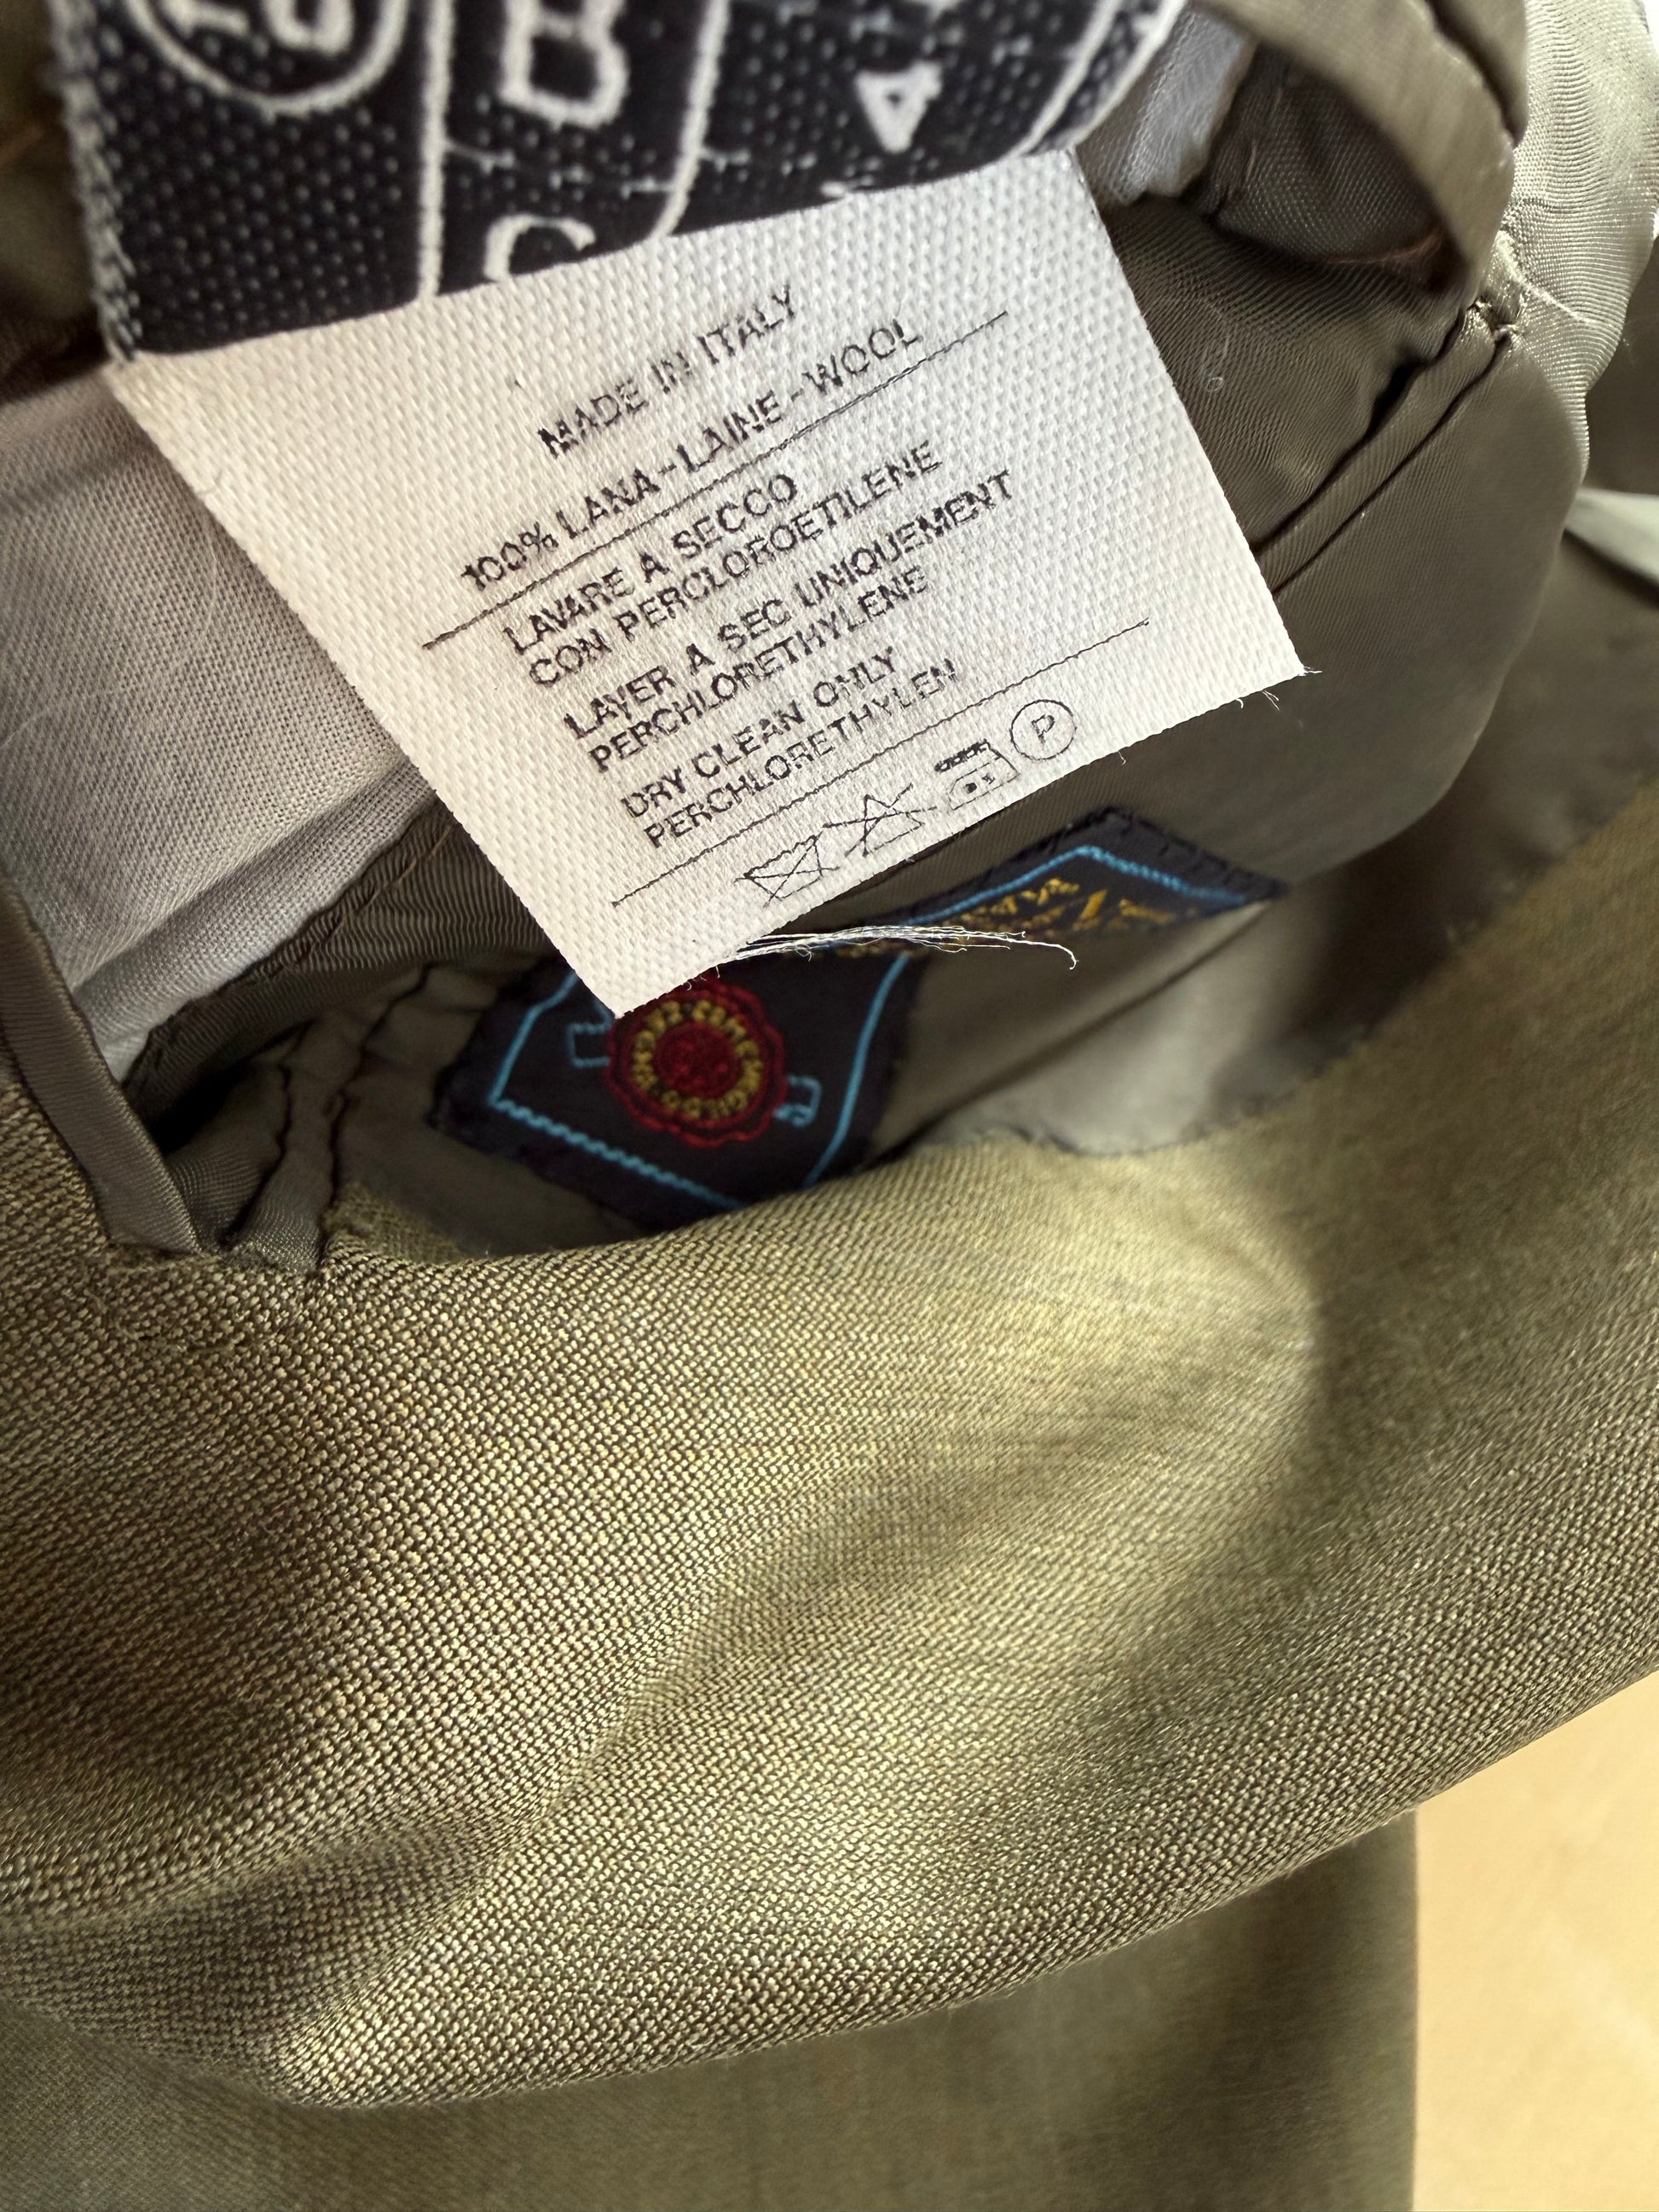 MADE IN ITALY
100% LANA-LAINE-WOOL
LAVARE A SECCO
CON PERCLOROETILENE
LAVER A SEC UNIQUEMENT
PERCHLORETHYLENE
DRY CLEAN ONLY
PERCHLORETHYLEN
P